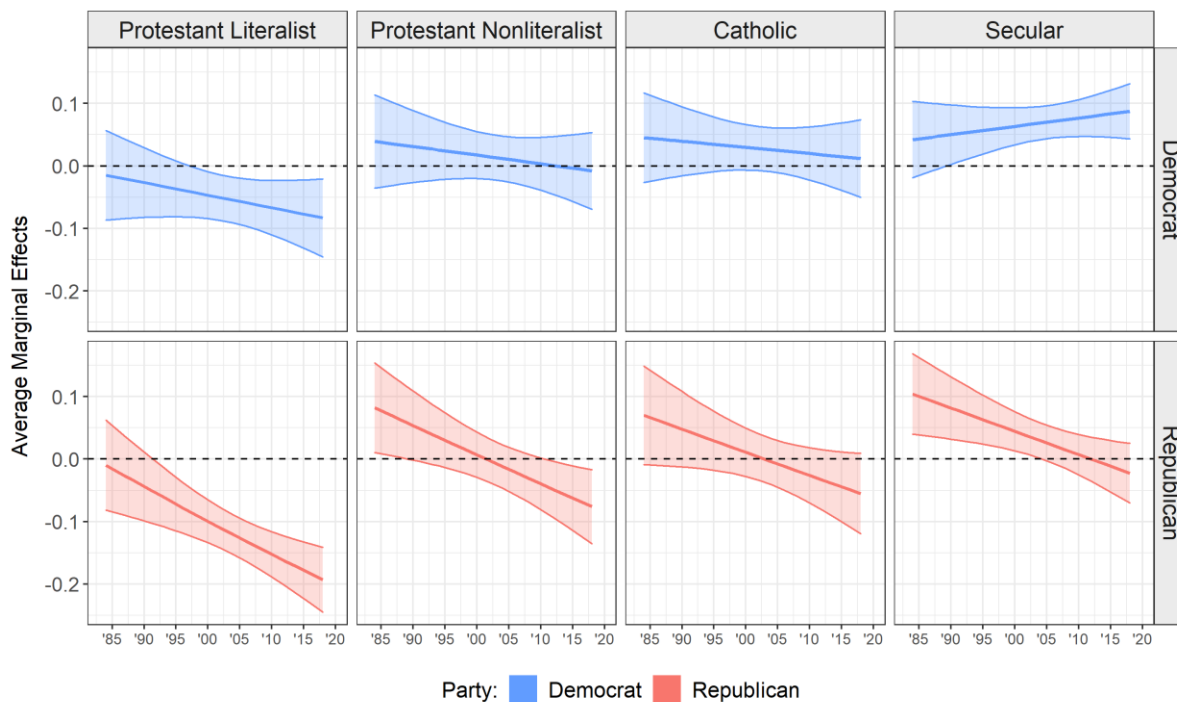 Protestant Literalist Protestant Nonliteralist Catholic Secular
Average Marginal Effects
0.1
0.0
-0.1
-0.2
Democrat
0.1
0.0
-0.1
-0.2
Republican
'85 '90 '95 '00 '05 '10 '15 '20 '85 '90 '95 '00 '05 '10 '15 '20 '85 '90 '95 '00 '05 '10 '15 '20 '85 '90 '95 '00 '05 '10 '15 '20
Party: Democrat Republican